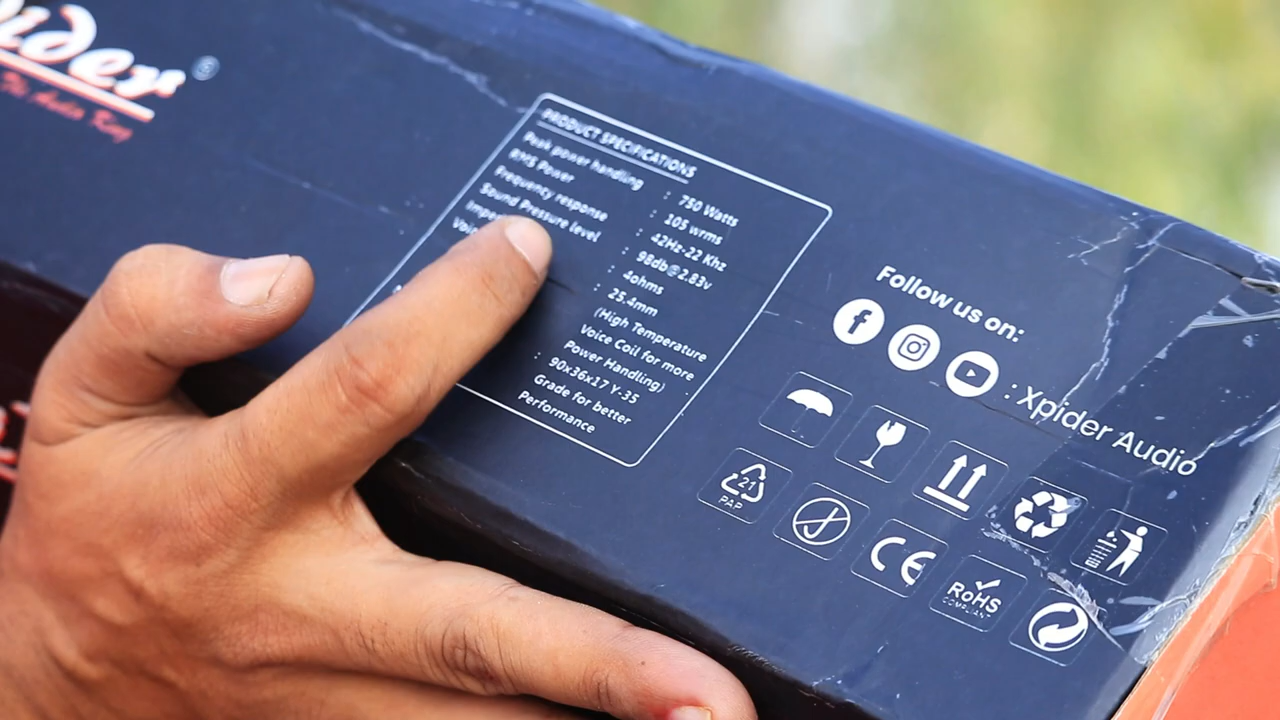 The Audio King
PRODUCT SPECIFICATIONS
Peak power handling : 750 Watts
RMS Power : 105 wrms
Frequency response : 42Hz-22 Khz
Sound Pressure level : 98db@2.83v
: 4ohms
: 25.4mm
(High Temperature
Voice Coil for more
Power Handling)
: 90x36x17 Y-35
Grade for better
Performance
Follow us on:
: Xpider Audio
21
PAP
CE
RoHS
COMPLIANT